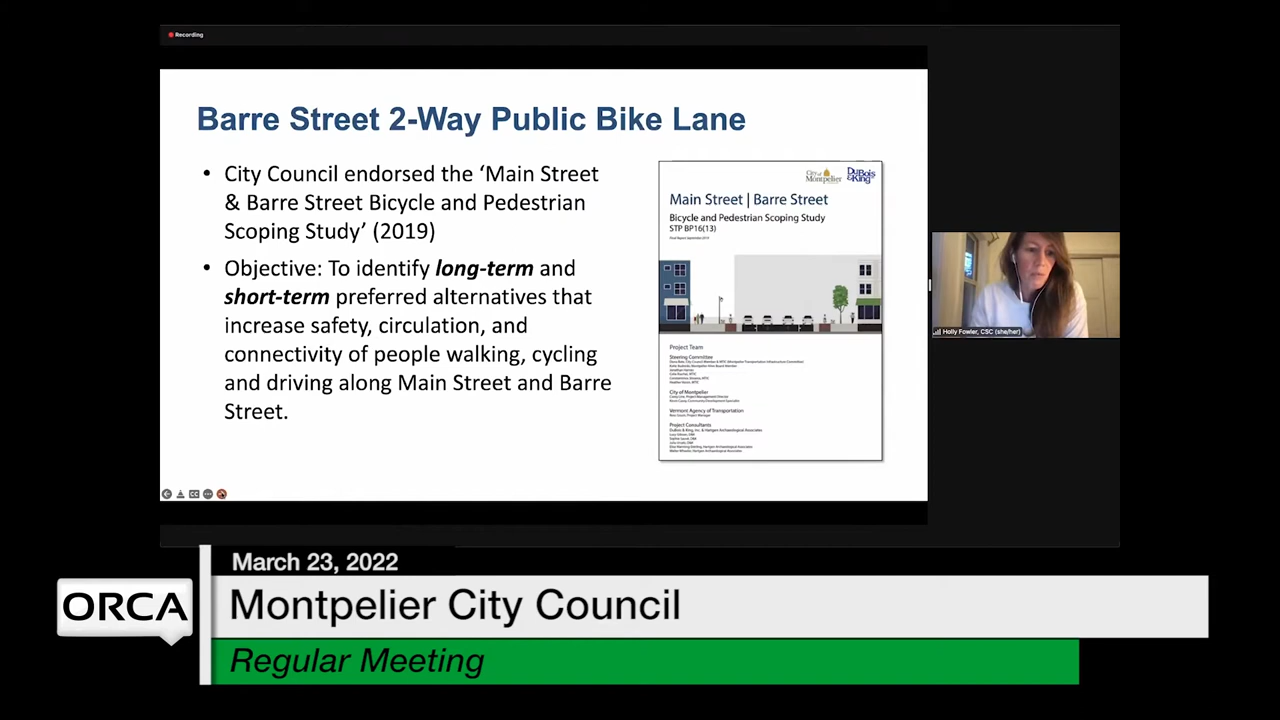 Recording
Barre Street 2-Way Public Bike Lane
• City Council endorsed the ‘Main Street
& Barre Street Bicycle and Pedestrian
Scoping Study’ (2019)
• Objective: To identify long-term and
short-term preferred alternatives that
increase safety, circulation, and
connectivity of people walking, cycling
and driving along Main Street and Barre
Street.
City of
Montpelier
DuBois
& King
Main Street | Barre Street
Bicycle and Pedestrian Scoping Study
STP BP16(13)
Project Team
Steering Committee
City of Montpelier
Vermont Agency of Transportation
Project Consultants
Holly Fowler, CSC (she/her)
CC
March 23, 2022
ORCA
Montpelier City Council
Regular Meeting